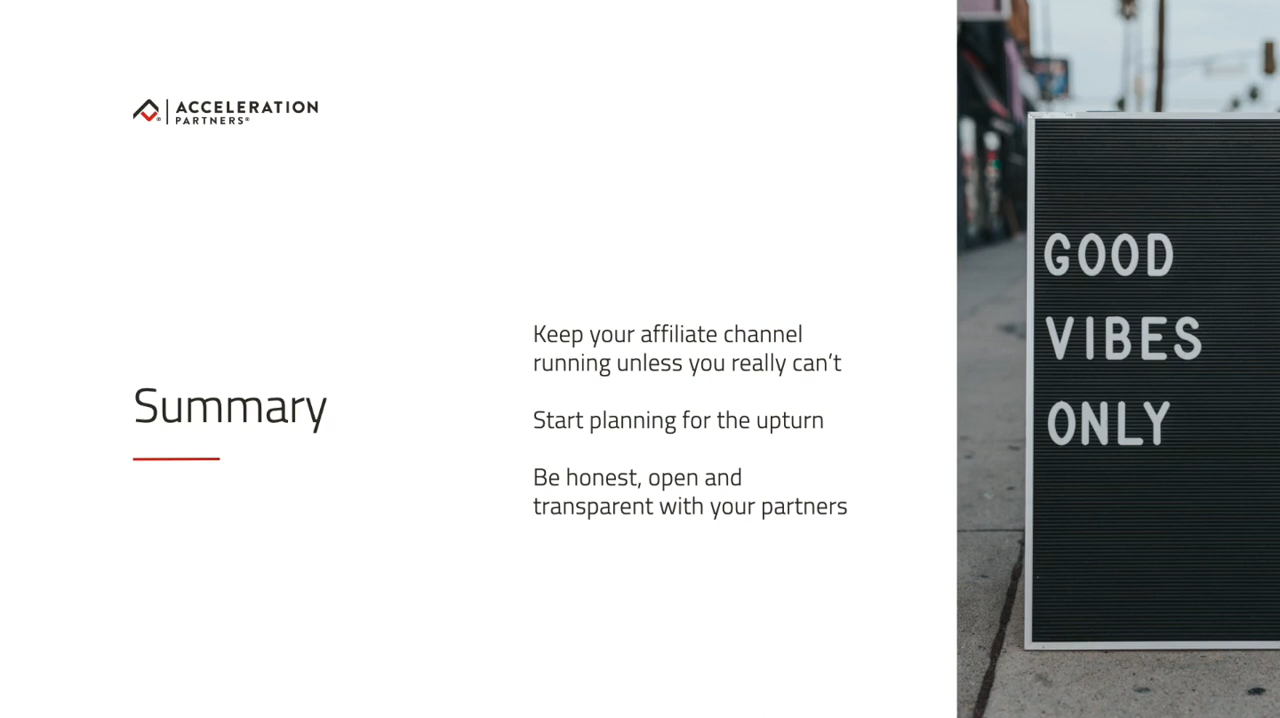 ACCELERATION
PARTNERS®
Summary
Keep your affiliate channel
running unless you really can’t
Start planning for the upturn
Be honest, open and
transparent with your partners
GOOD
VIBES
ONLY